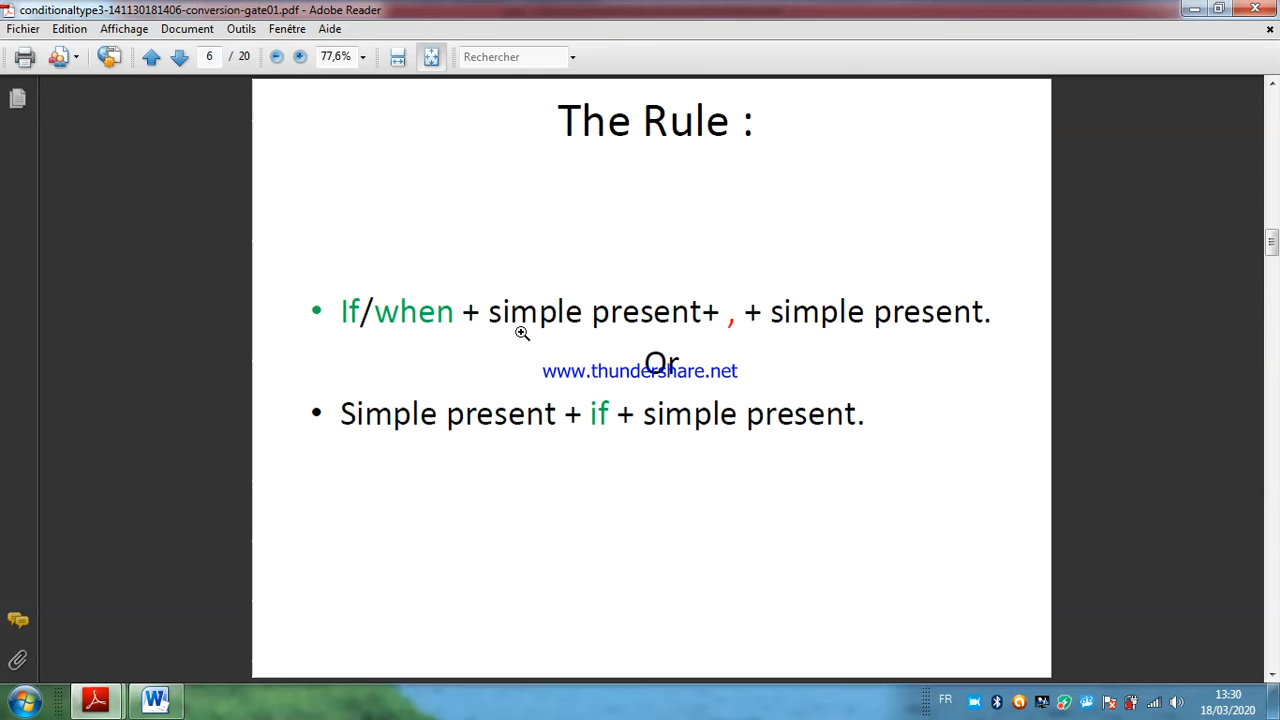 conditionaltype3-141130181406-conversion-gate01.pdf - Adobe Reader
Fichier Edition Affichage Document Outils Fenêtre Aide
6 / 20 77,6% Rechercher
The Rule :
• If/when + simple present+ , + simple present.
Or
www.thundershare.net
• Simple present + if + simple present.
FR 13:30
18/03/2020